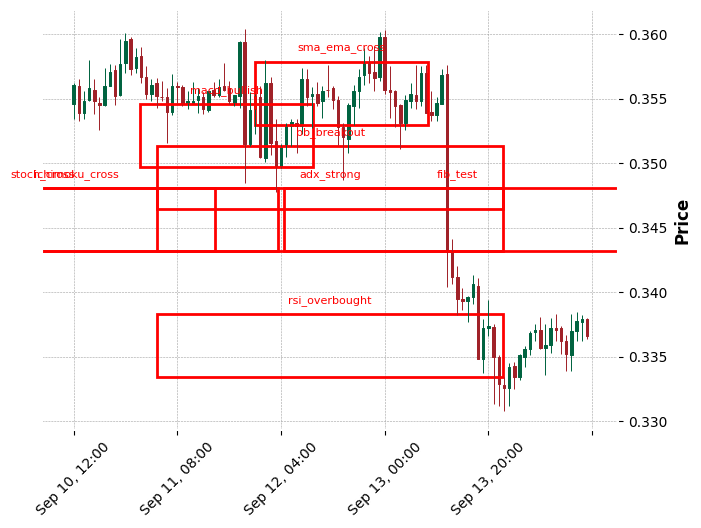 0.360
sma_ema_cross
macd_bullish
0.355
bb_breakout
0.350
stoch_cross
ichimoku_cross
adx_strong
fib_test
0.345
0.340
rsi_overbought
0.335
0.330
Price
Sep 10, 12:00
Sep 11, 08:00
Sep 12, 04:00
Sep 13, 00:00
Sep 13, 20:00